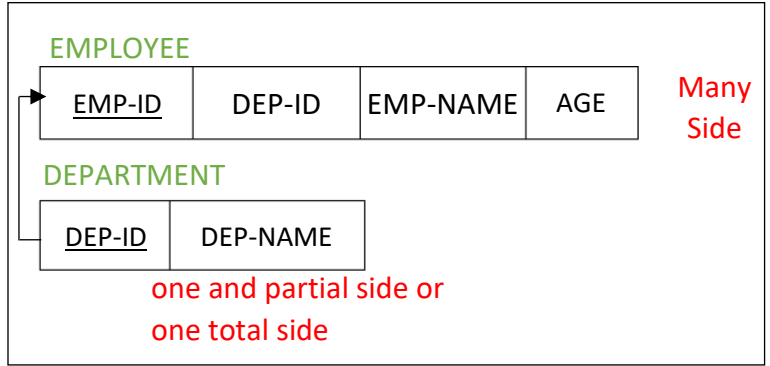 EMPLOYEE
EMP-ID DEP-ID EMP-NAME AGE
Many
Side
DEPARTMENT
DEP-ID DEP-NAME
one and partial side or
one total side